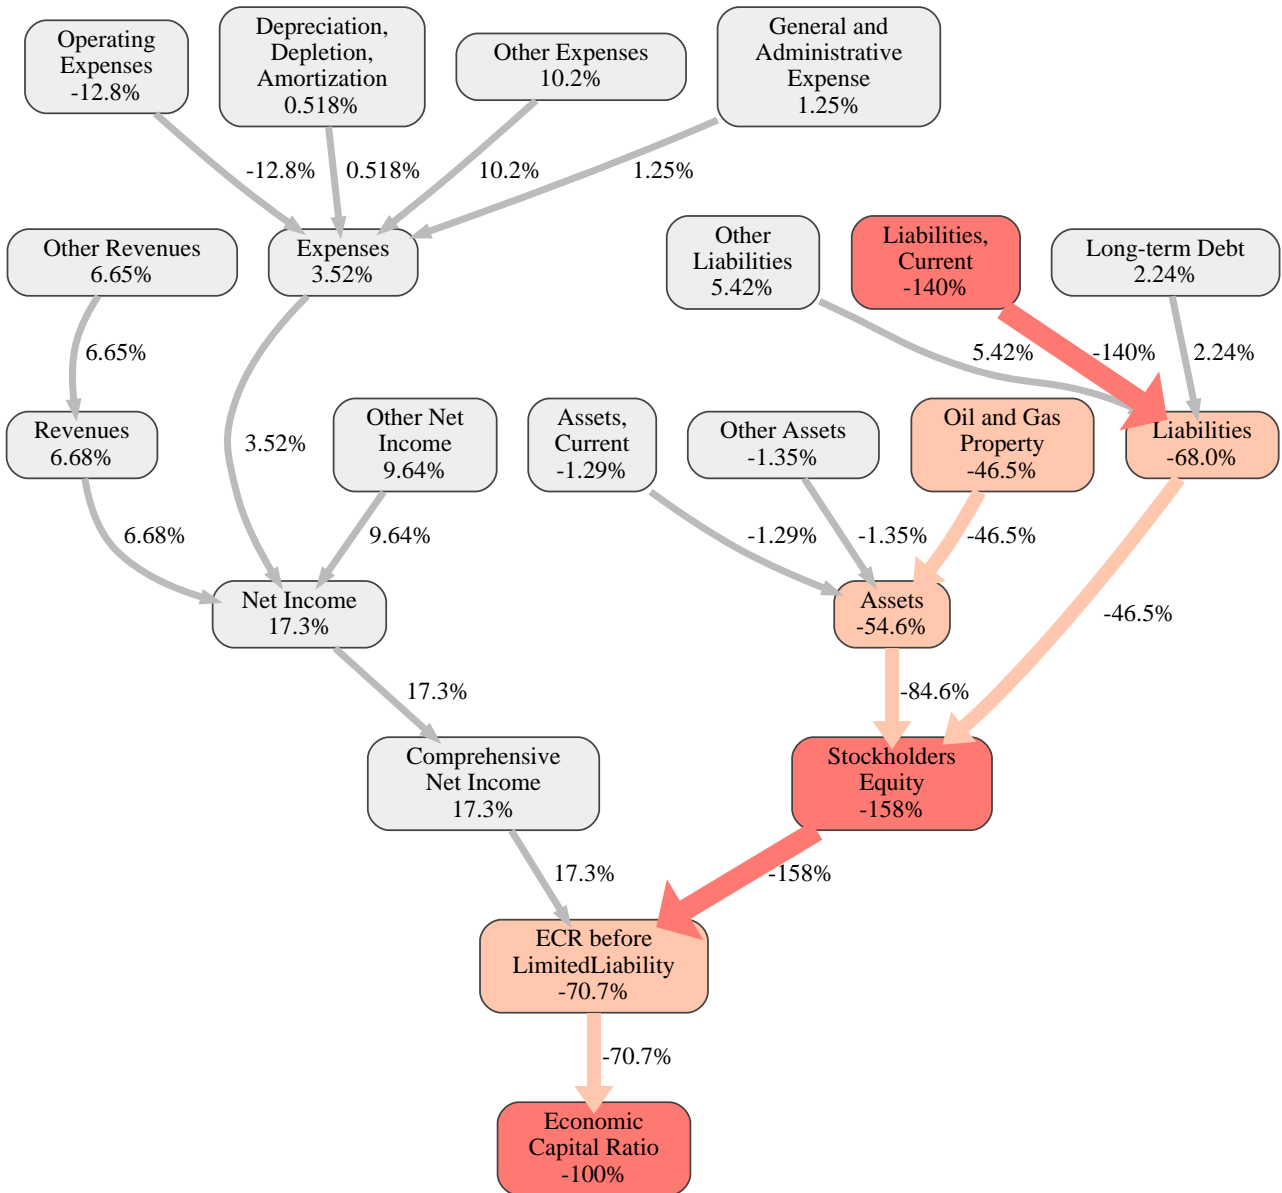 Operating
Expenses
-12.8%
Depreciation,
Depletion,
Amortization
0.518%
Other Expenses
10.2%
General and
Administrative
Expense
1.25%
-12.8%
0.518%
10.2%
1.25%
Other Revenues
6.65%
Expenses
3.52%
Other
Liabilities
5.42%
Liabilities,
Current
-140%
Long-term Debt
2.24%
6.65%
5.42%
-140%
2.24%
Revenues
6.68%
3.52%
Other Net
Income
9.64%
Assets,
Current
-1.29%
Other Assets
-1.35%
Oil and Gas
Property
-46.5%
Liabilities
-68.0%
6.68%
9.64%
-1.29%
-1.35%
-46.5%
Net Income
17.3%
Assets
-54.6%
-46.5%
17.3%
-84.6%
Comprehensive
Net Income
17.3%
Stockholders
Equity
-158%
17.3%
-158%
ECR before
LimitedLiability
-70.7%
-70.7%
Economic
Capital Ratio
-100%